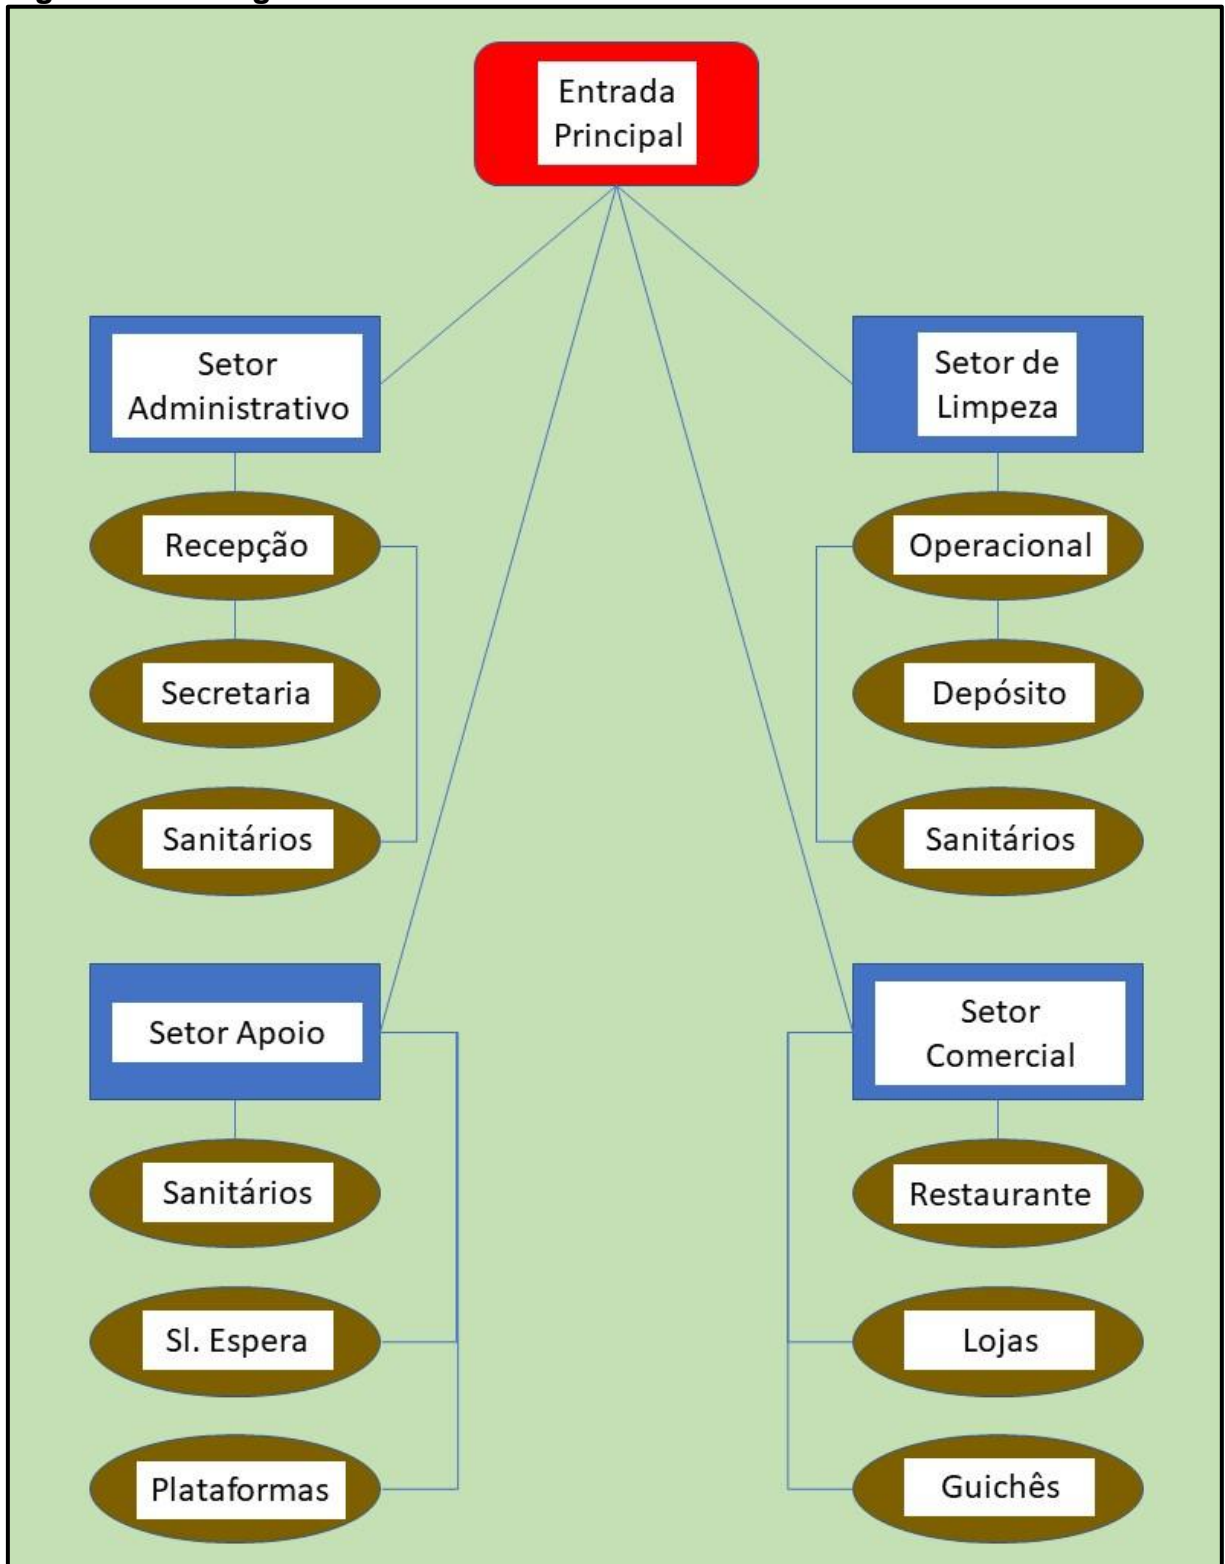 Entrada
Principal
Setor
Administrativo
Setor de
Limpeza
Recepção
Operacional
Secretaria
Depósito
Sanitários
Sanitários
Setor Apoio
Setor
Comercial
Sanitários
Restaurante
Sl. Espera
Lojas
Plataformas
Guichês